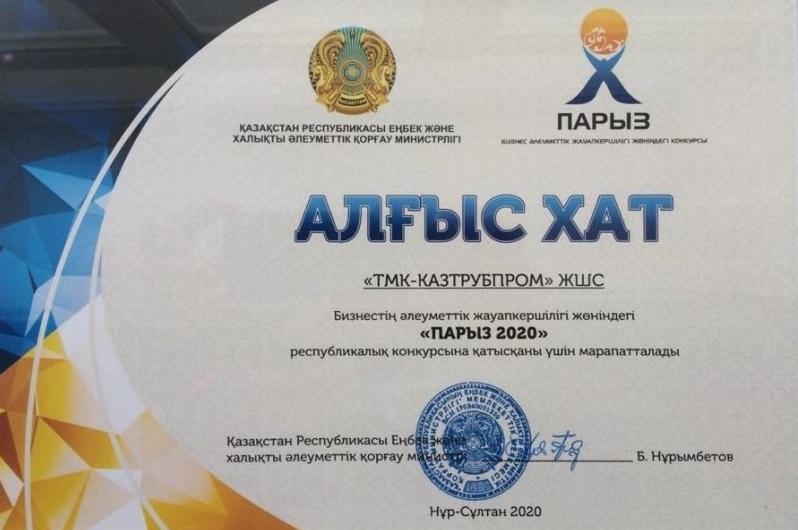 ҚАЗАҚСТАН РЕСПУБЛИКАСЫ ЕҢБЕК ЖӘНЕ
ХАЛЫҚТЫ ӘЛЕУМЕТТІК ҚОРҒАУ МИНИСТРЛІГІ
ПАРЫЗ
БИЗНЕС ӘЛЕУМЕТТІК ЖАУАПКЕРШІЛІГІ ЖӨНІНДЕГІ КОНКУРСЫ
АЛҒЫС ХАТ
«ТМК-КАЗТРУБПРОМ» ЖШС
Бизнестің әлеуметтік жауапкершілігі жөніндегі
«ПАРЫЗ 2020»
республикалық конкурсына қатысқаны үшін марапатталады
Қазақстан Республикасы Еңбек және
халықты әлеуметтік қорғау министрі
Б. Нұрымбетов
Нұр-Сұлтан 2020